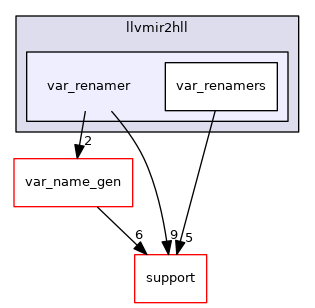 llvmir2hll
var_renamer
var_renamers
2
var_name_gen
6
9
5
support